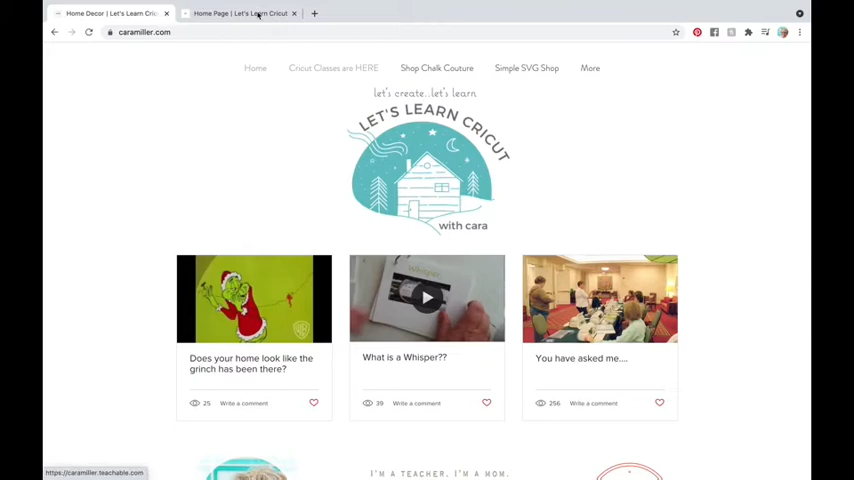 Home Decor | Let's Learn Cric
Home Page | Let's Learn Cricut
caramiller.com
Home
Cricut Classes are HERE
Shop Chalk Couture
Simple SVG Shop
More
let's create..let's learn
LET'S LEARN CRICUT
with cara
Whisper
Does your home look like the
grinch has been there?
What is a Whisper??
You have asked me....
25
Write a comment
39
Write a comment
256
Write a comment
https://caramiller.teachable.com
I'M A TEACHER. I'M A MOM.